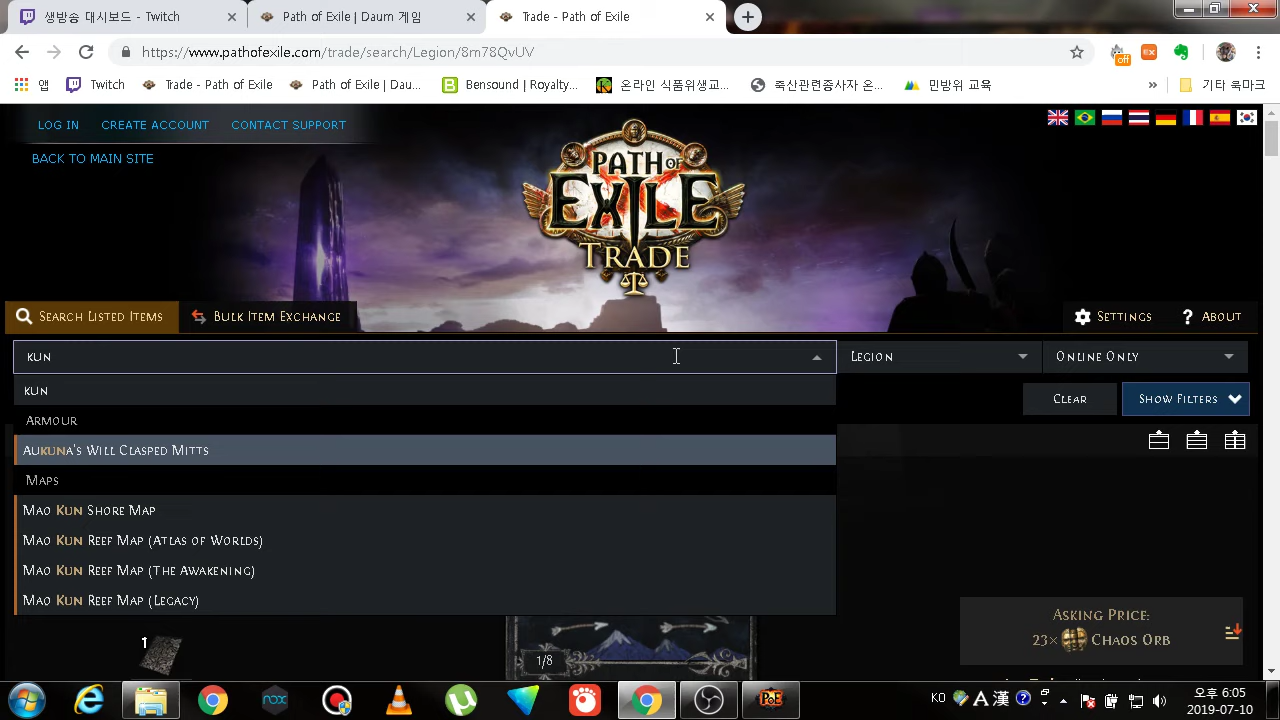 생방송 대시보드 - Twitch
Path of Exile | Daum 게임
Trade - Path of Exile
https://www.pathofexile.com/trade/search/Legion/8m78QvUV
off
앱
Twitch
Trade - Path of Exile
Path of Exile | Dau...
Bensound | Royalty...
온라인 식품위생교...
축산관련종사자 온...
민방위 교육
»
기타 북마크
LOG IN
CREATE ACCOUNT
CONTACT SUPPORT
BACK TO MAIN SITE
PATH OF
EXILE
TRADE
SEARCH LISTED ITEMS
BULK ITEM EXCHANGE
SETTINGS
? ABOUT
KUN
LEGION
ONLINE ONLY
KUN
CLEAR
SHOW FILTERS
ARMOUR
AUKUNA'S WILL CLASPED MITTS
MAPS
MAO KUN SHORE MAP
MAO KUN REEF MAP (ATLAS OF WORLDS)
MAO KUN REEF MAP (THE AWAKENING)
MAO KUN REEF MAP (LEGACY)
ASKING PRICE:
23× CHAOS ORB
1
1/8
nox
PoE
KO
A 漢
오후 6:05
2019-07-10